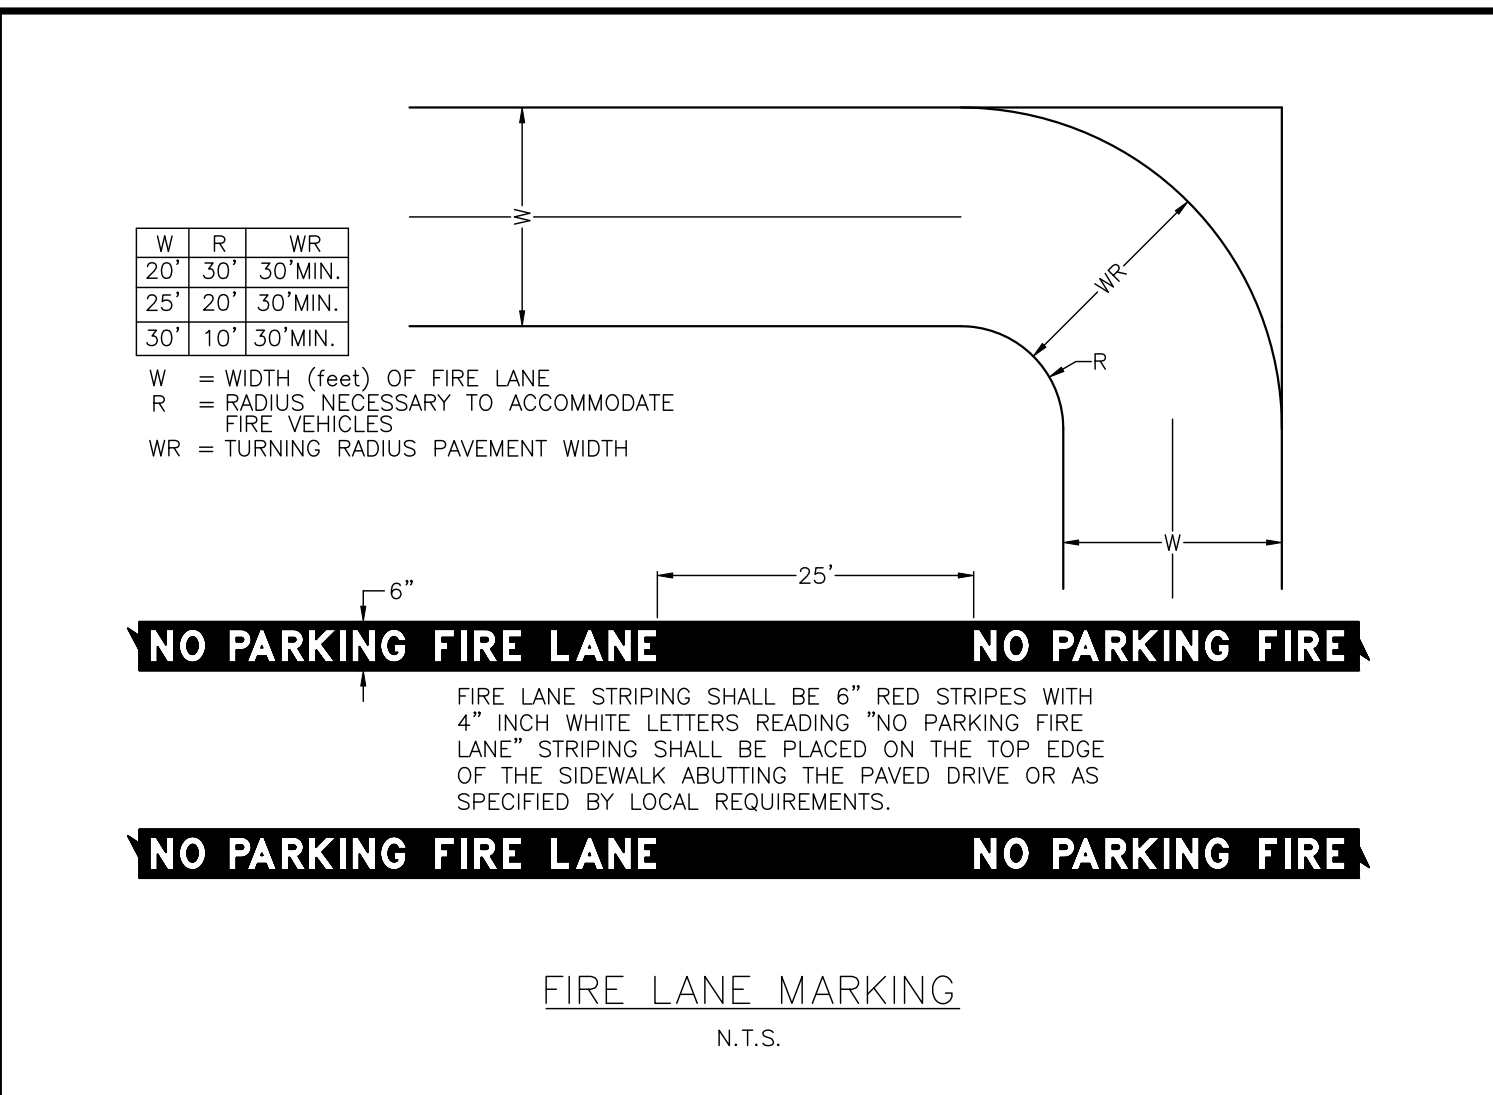 W
W R WR
20' 30' 30'MIN.
25' 20' 30'MIN.
30' 10' 30'MIN.
WR
R
W = WIDTH (feet) OF FIRE LANE
R = RADIUS NECESSARY TO ACCOMMODATE
FIRE VEHICLES
WR = TURNING RADIUS PAVEMENT WIDTH
W
25'
6"
NO PARKING FIRE LANE NO PARKING FIRE
FIRE LANE STRIPING SHALL BE 6" RED STRIPES WITH
4" INCH WHITE LETTERS READING "NO PARKING FIRE
LANE" STRIPING SHALL BE PLACED ON THE TOP EDGE
OF THE SIDEWALK ABUTTING THE PAVED DRIVE OR AS
SPECIFIED BY LOCAL REQUIREMENTS.
NO PARKING FIRE LANE NO PARKING FIRE
FIRE LANE MARKING
N.T.S.